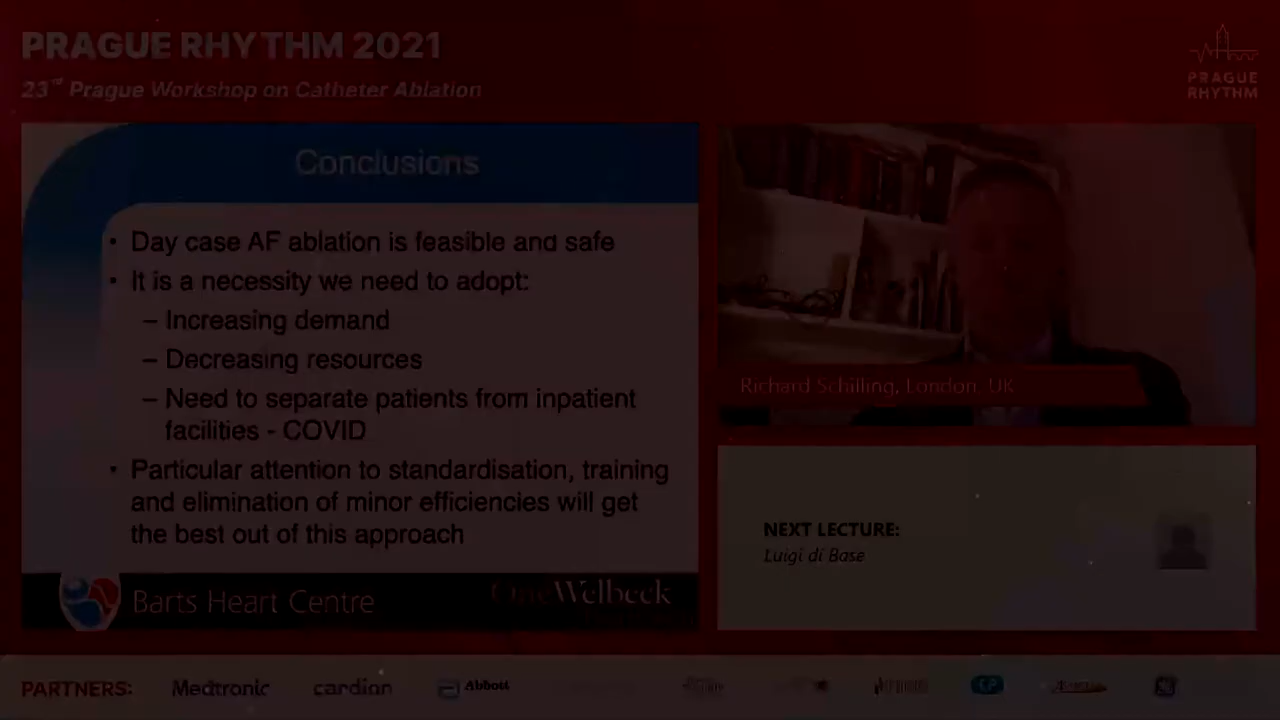 PRAGUE RHYTHM 2021
23rd Prague Workshop on Catheter Ablation
PRAGUE
RHYTHM
Conclusions
• Day case AF ablation is feasible and safe
• It is a necessity we need to adopt:
– Increasing demand
– Decreasing resources
– Need to separate patients from inpatient
facilities - COVID
• Particular attention to standardisation, training
and elimination of minor efficiencies will get
the best out of this approach
Barts Heart Centre
OneWelbeck
Richard Schilling, London, UK
NEXT LECTURE:
Luigi di Base
PARTNERS:
Medtronic
cardion
Abbott